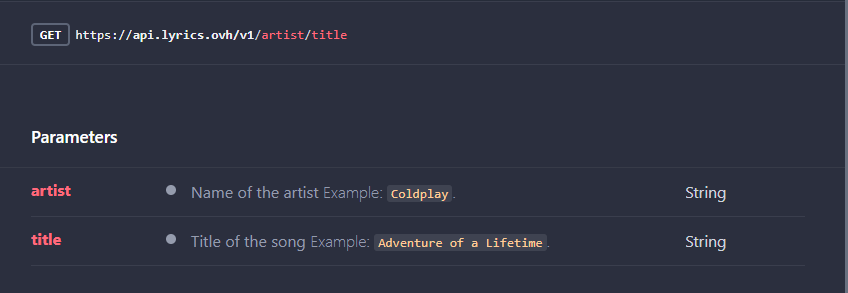 GET https://api.lyrics.ovh/v1/artist/title
Parameters
artist Name of the artist Example: Coldplay. String
title Title of the song Example: Adventure of a Lifetime. String